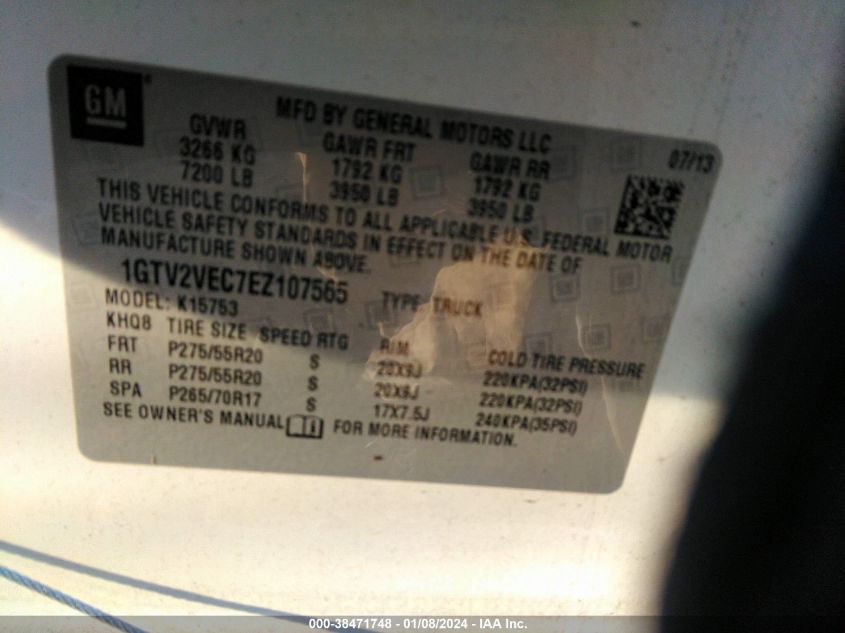 GM
MFD BY GENERAL MOTORS LLC
07/13
GVWR GAWR FRT GAWR RR
3266 KG 1792 KG 1792 KG
7200 LB 3950 LB 3950 LB
THIS VEHICLE CONFORMS TO ALL APPLICABLE U.S. FEDERAL MOTOR
VEHICLE SAFETY STANDARDS IN EFFECT ON THE DATE OF
MANUFACTURE SHOWN ABOVE.
1GTV2VEC7EZ107565 TYPE: TRUCK
MODEL: K15753
KHQ8 TIRE SIZE SPEED RTG RIM COLD TIRE PRESSURE
FRT P275/55R20 S 20X9J 220KPA(32PSI)
RR P275/55R20 S 20X9J 220KPA(32PSI)
SPA P265/70R17 S 17X7.5J 240KPA(35PSI)
SEE OWNER'S MANUAL FOR MORE INFORMATION.
000-38471748 - 01/08/2024 - IAA Inc.